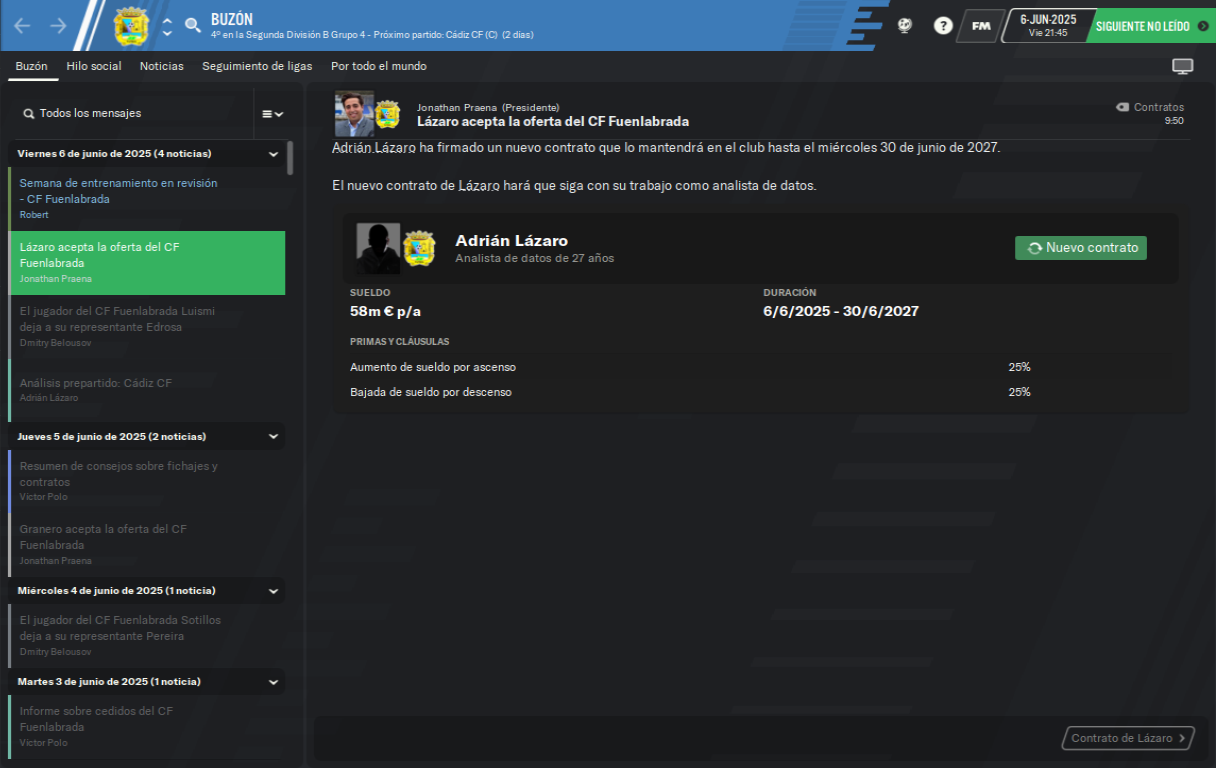 BUZÓN
4º en la Segunda División B Grupo 4 - Próximo partido: Cádiz CF (C) (2 días)
?
FM
6-JUN-2025
Vie 21:45
SIGUIENTE NO LEÍDO
Buzón Hilo social Noticias Seguimiento de ligas Por todo el mundo
Todos los mensajes
Viernes 6 de junio de 2025 (4 noticias)
Semana de entrenamiento en revisión
- CF Fuenlabrada
Robert
Lázaro acepta la oferta del CF
Fuenlabrada
Jonathan Praena
El jugador del CF Fuenlabrada Luismi
deja a su representante Edrosa
Dmitry Belousov
Análisis prepartido: Cádiz CF
Adrián Lázaro
Jueves 5 de junio de 2025 (2 noticias)
Resumen de consejos sobre fichajes y
contratos
Víctor Polo
Granero acepta la oferta del CF
Fuenlabrada
Jonathan Praena
Miércoles 4 de junio de 2025 (1 noticia)
El jugador del CF Fuenlabrada Sotillos
deja a su representante Pereira
Dmitry Belousov
Martes 3 de junio de 2025 (1 noticia)
Informe sobre cedidos del CF
Fuenlabrada
Víctor Polo
Jonathan Praena (Presidente)
Lázaro acepta la oferta del CF Fuenlabrada
Contratos
9:50
Adrián Lázaro ha firmado un nuevo contrato que lo mantendrá en el club hasta el miércoles 30 de junio de 2027.
El nuevo contrato de Lázaro hará que siga con su trabajo como analista de datos.
Adrián Lázaro
Analista de datos de 27 años
Nuevo contrato
SUELDO
58m € p/a
DURACIÓN
6/6/2025 - 30/6/2027
PRIMAS Y CLÁUSULAS
Aumento de sueldo por ascenso 25%
Bajada de sueldo por descenso 25%
Contrato de Lázaro